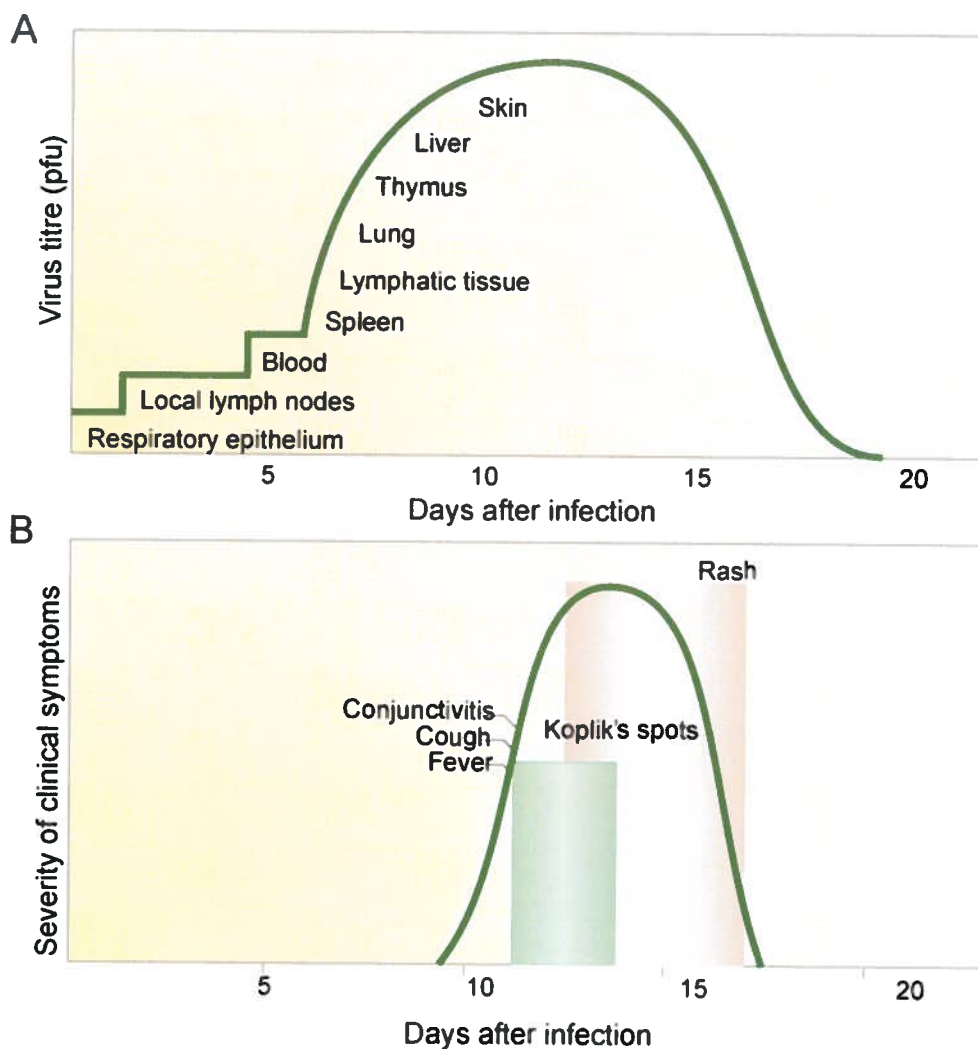 A
Virus titre (pfu)
Skin
Liver
Thymus
Lung
Lymphatic tissue
Spleen
Blood
Local lymph nodes
Respiratory epithelium
5 10 15 20
Days after infection
B
Severity of clinical symptoms
Rash
Conjunctivitis
Koplik's spots
Cough
Fever
5 10 15 20
Days after infection